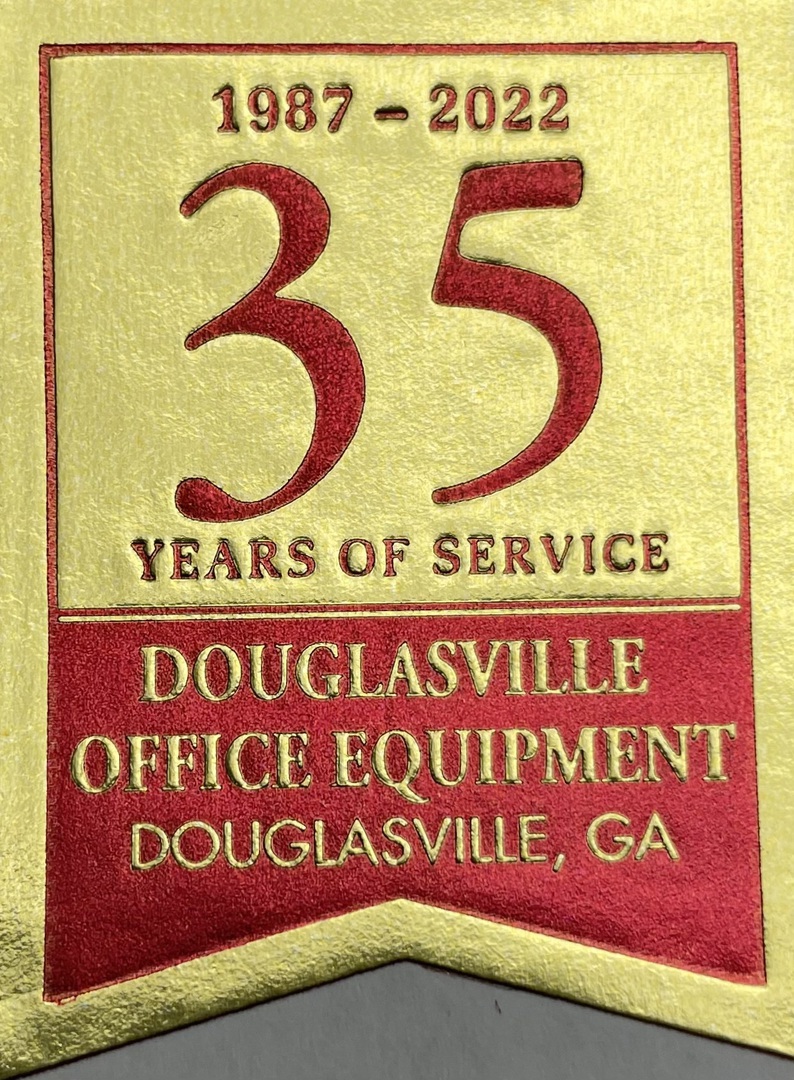 1987 – 2022
35
YEARS OF SERVICE
DOUGLASVILLE
OFFICE EQUIPMENT
DOUGLASVILLE, GA